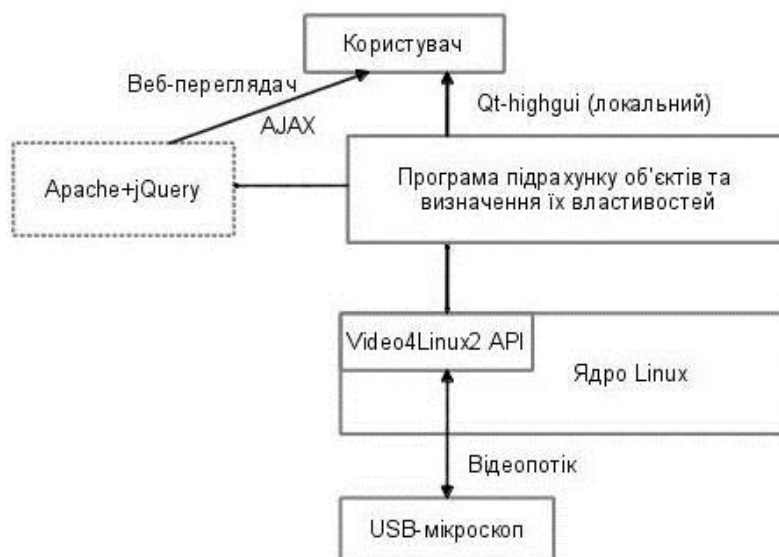 Користувач
Веб-переглядач
Qt-highgui (локальний)
AJAX
Apache+jQuery
Програма підрахунку об'єктів та
визначення їх властивостей
Video4Linux2 API
Ядро Linux
Відеопотік
USB-мікроскоп